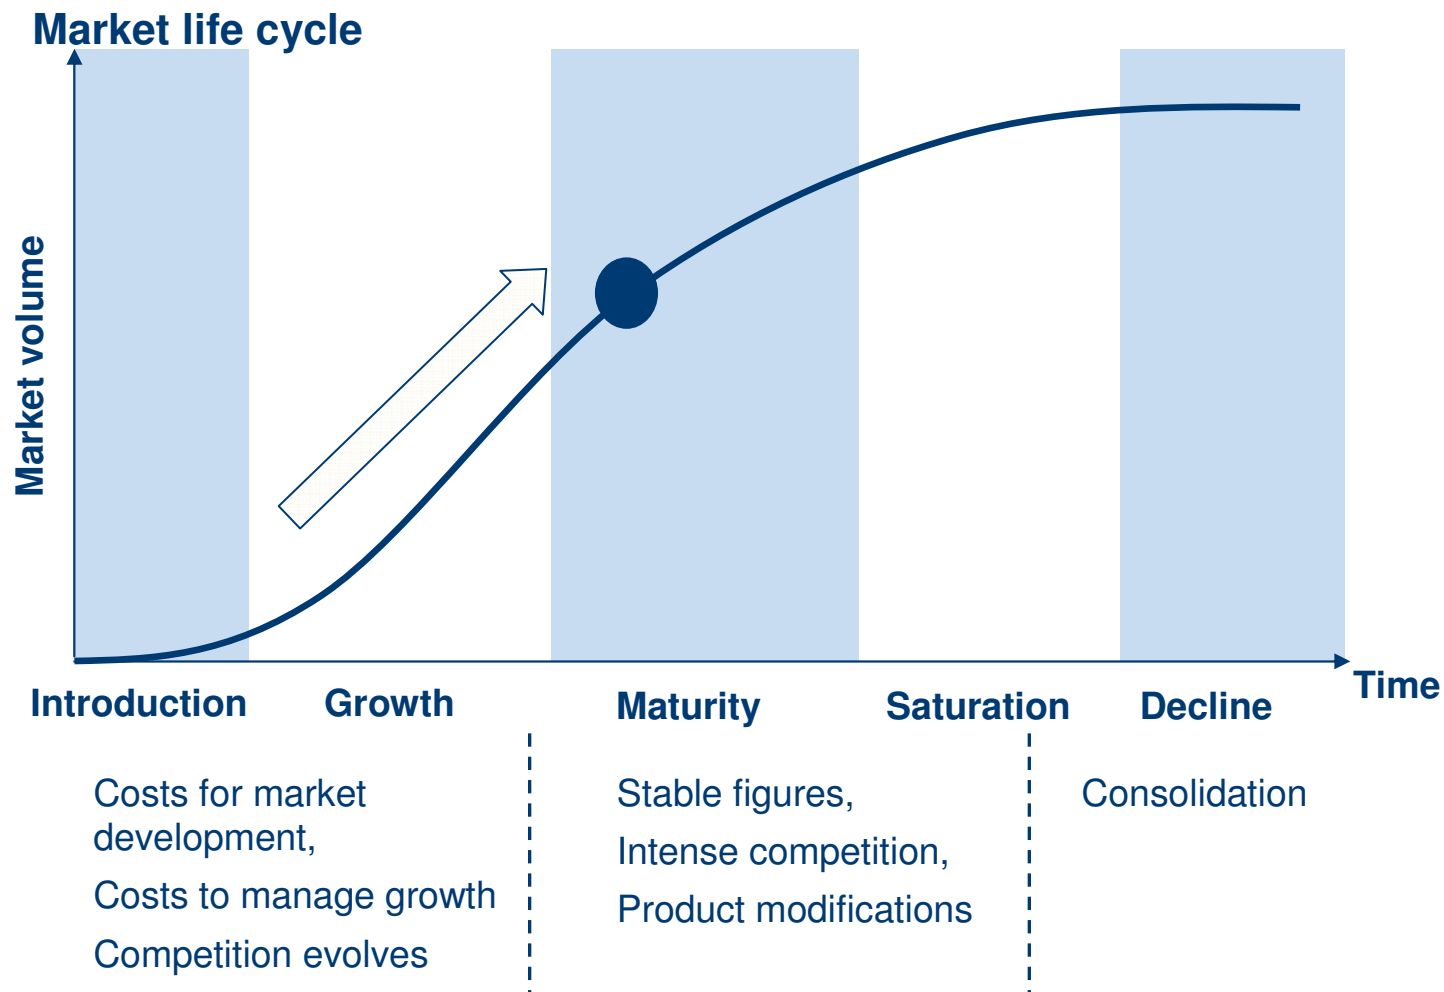 Market life cycle
Market volume
Time
Introduction
Growth
Maturity
Saturation
Decline
Costs for market
development,
Costs to manage growth
Competition evolves
Stable figures,
Intense competition,
Product modifications
Consolidation